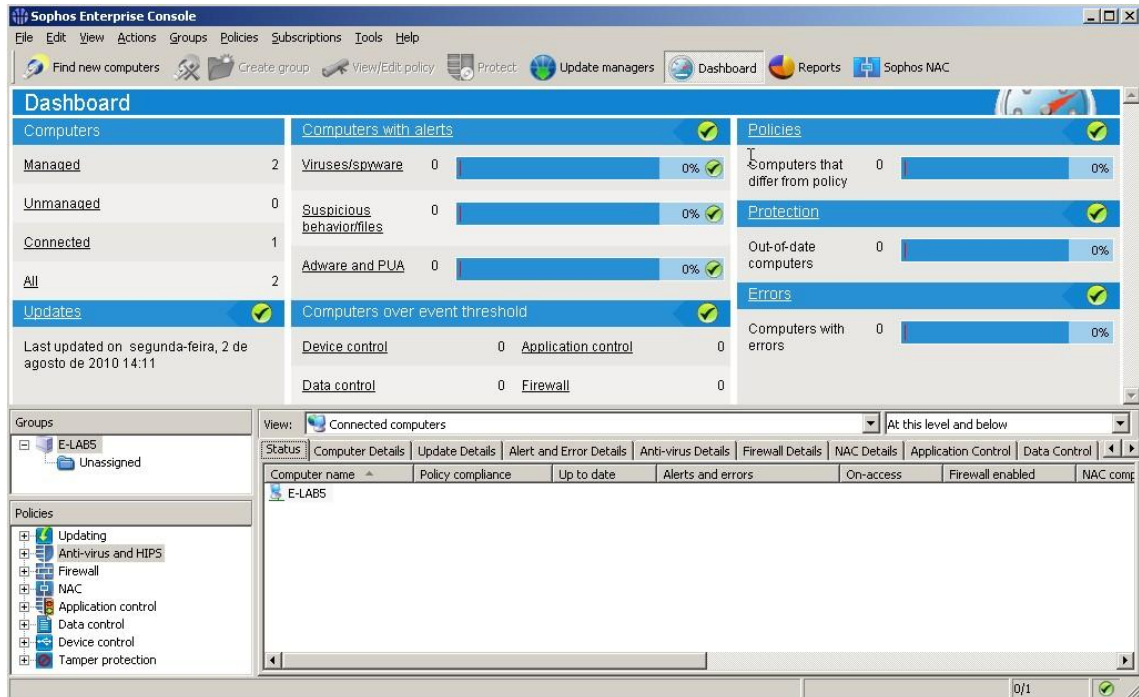 Sophos Enterprise Console
File Edit View Actions Groups Policies Subscriptions Tools Help
Find new computers Create group View/Edit policy Protect Update managers Dashboard Reports Sophos NAC
Dashboard
Computers
Managed 2
Unmanaged 0
Connected 1
All 2
Updates
Last updated on segunda-feira, 2 de
agosto de 2010 14:11
Computers with alerts
Viruses/spyware 0 0%
Suspicious
behavior/files 0 0%
Adware and PUA 0 0%
Computers over event threshold
Device control 0 Application control 0
Data control 0 Firewall 0
Policies
Computers that
differ from policy 0 0%
Protection
Out-of-date
computers 0 0%
Errors
Computers with
errors 0 0%
Groups
E-LAB5
Unassigned
Policies
Updating
Anti-virus and HIPS
Firewall
NAC
Application control
Data control
Device control
Tamper protection
View: Connected computers At this level and below
Status Computer Details Update Details Alert and Error Details Anti-virus Details Firewall Details NAC Details Application Control Data Control
Computer name Policy compliance Up to date Alerts and errors On-access Firewall enabled NAC comp
E-LAB5
0/1